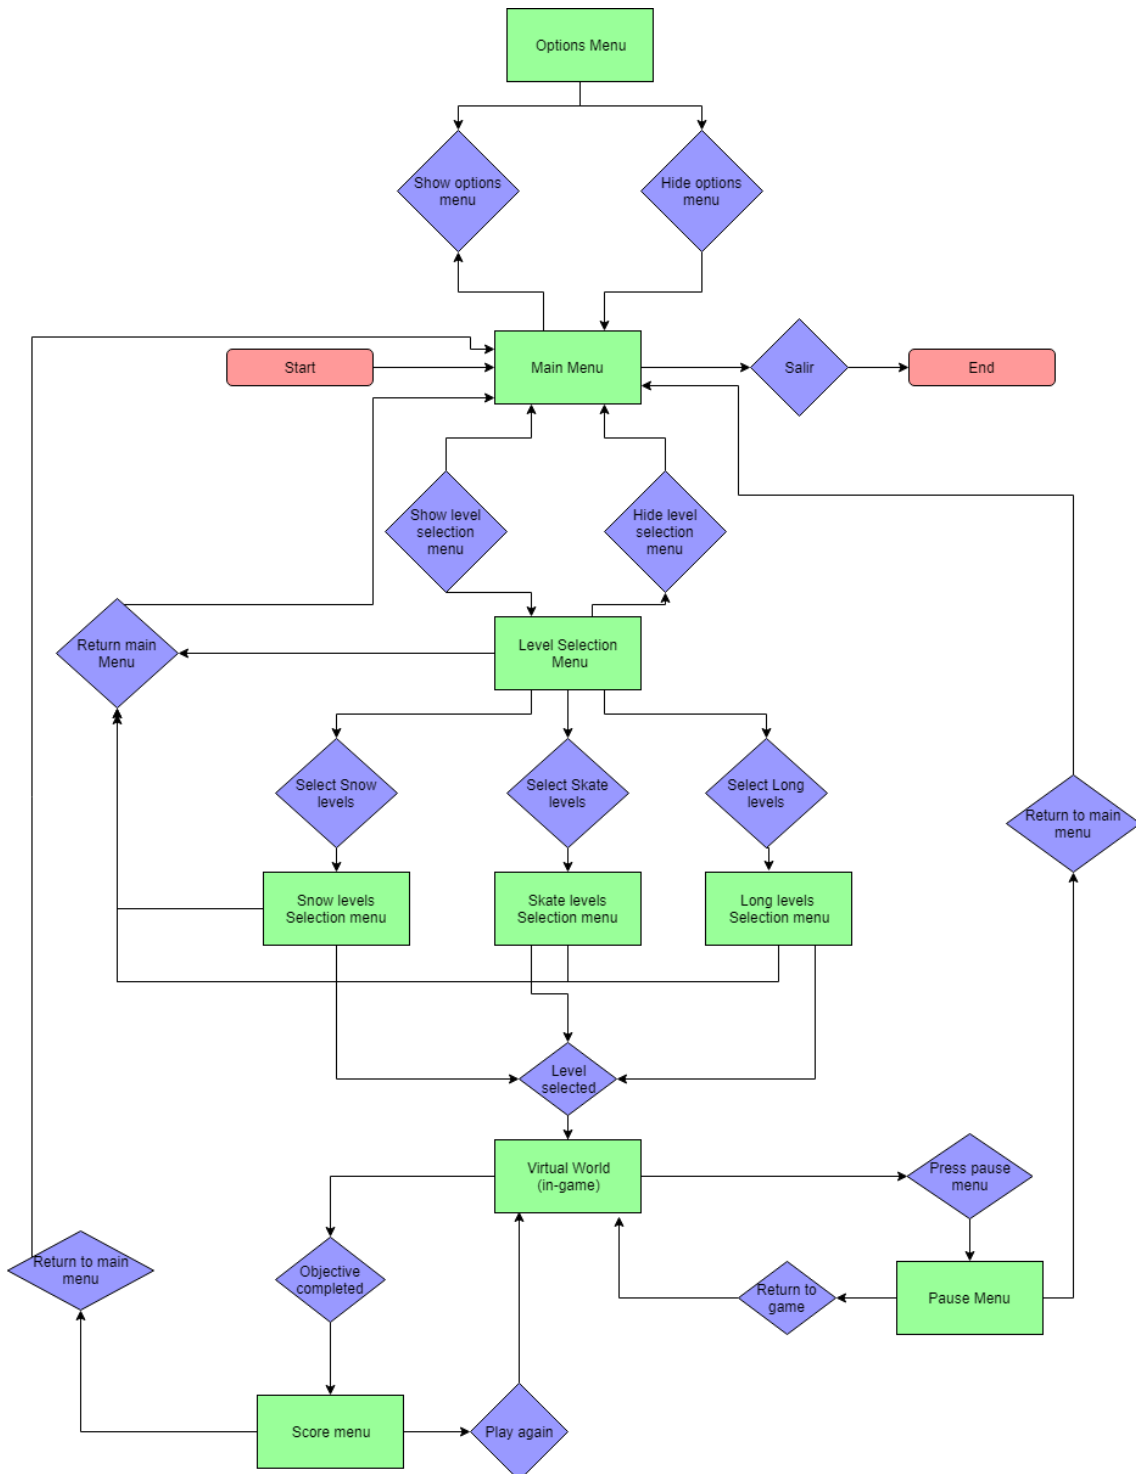 Options Menu
Show options
menu
Hide options
menu
Start
Main Menu
Salir
End
Show level
selection
menu
Hide level
selection
menu
Return main
Menu
Level Selection
Menu
Select Snow
levels
Select Skate
levels
Select Long
levels
Return to main
menu
Snow levels
Selection menu
Skate levels
Selection menu
Long levels
Selection menu
Level
selected
Virtual World
(in-game)
Press pause
menu
Return to main
menu
Objective
completed
Return to
game
Pause Menu
Score menu
Play again